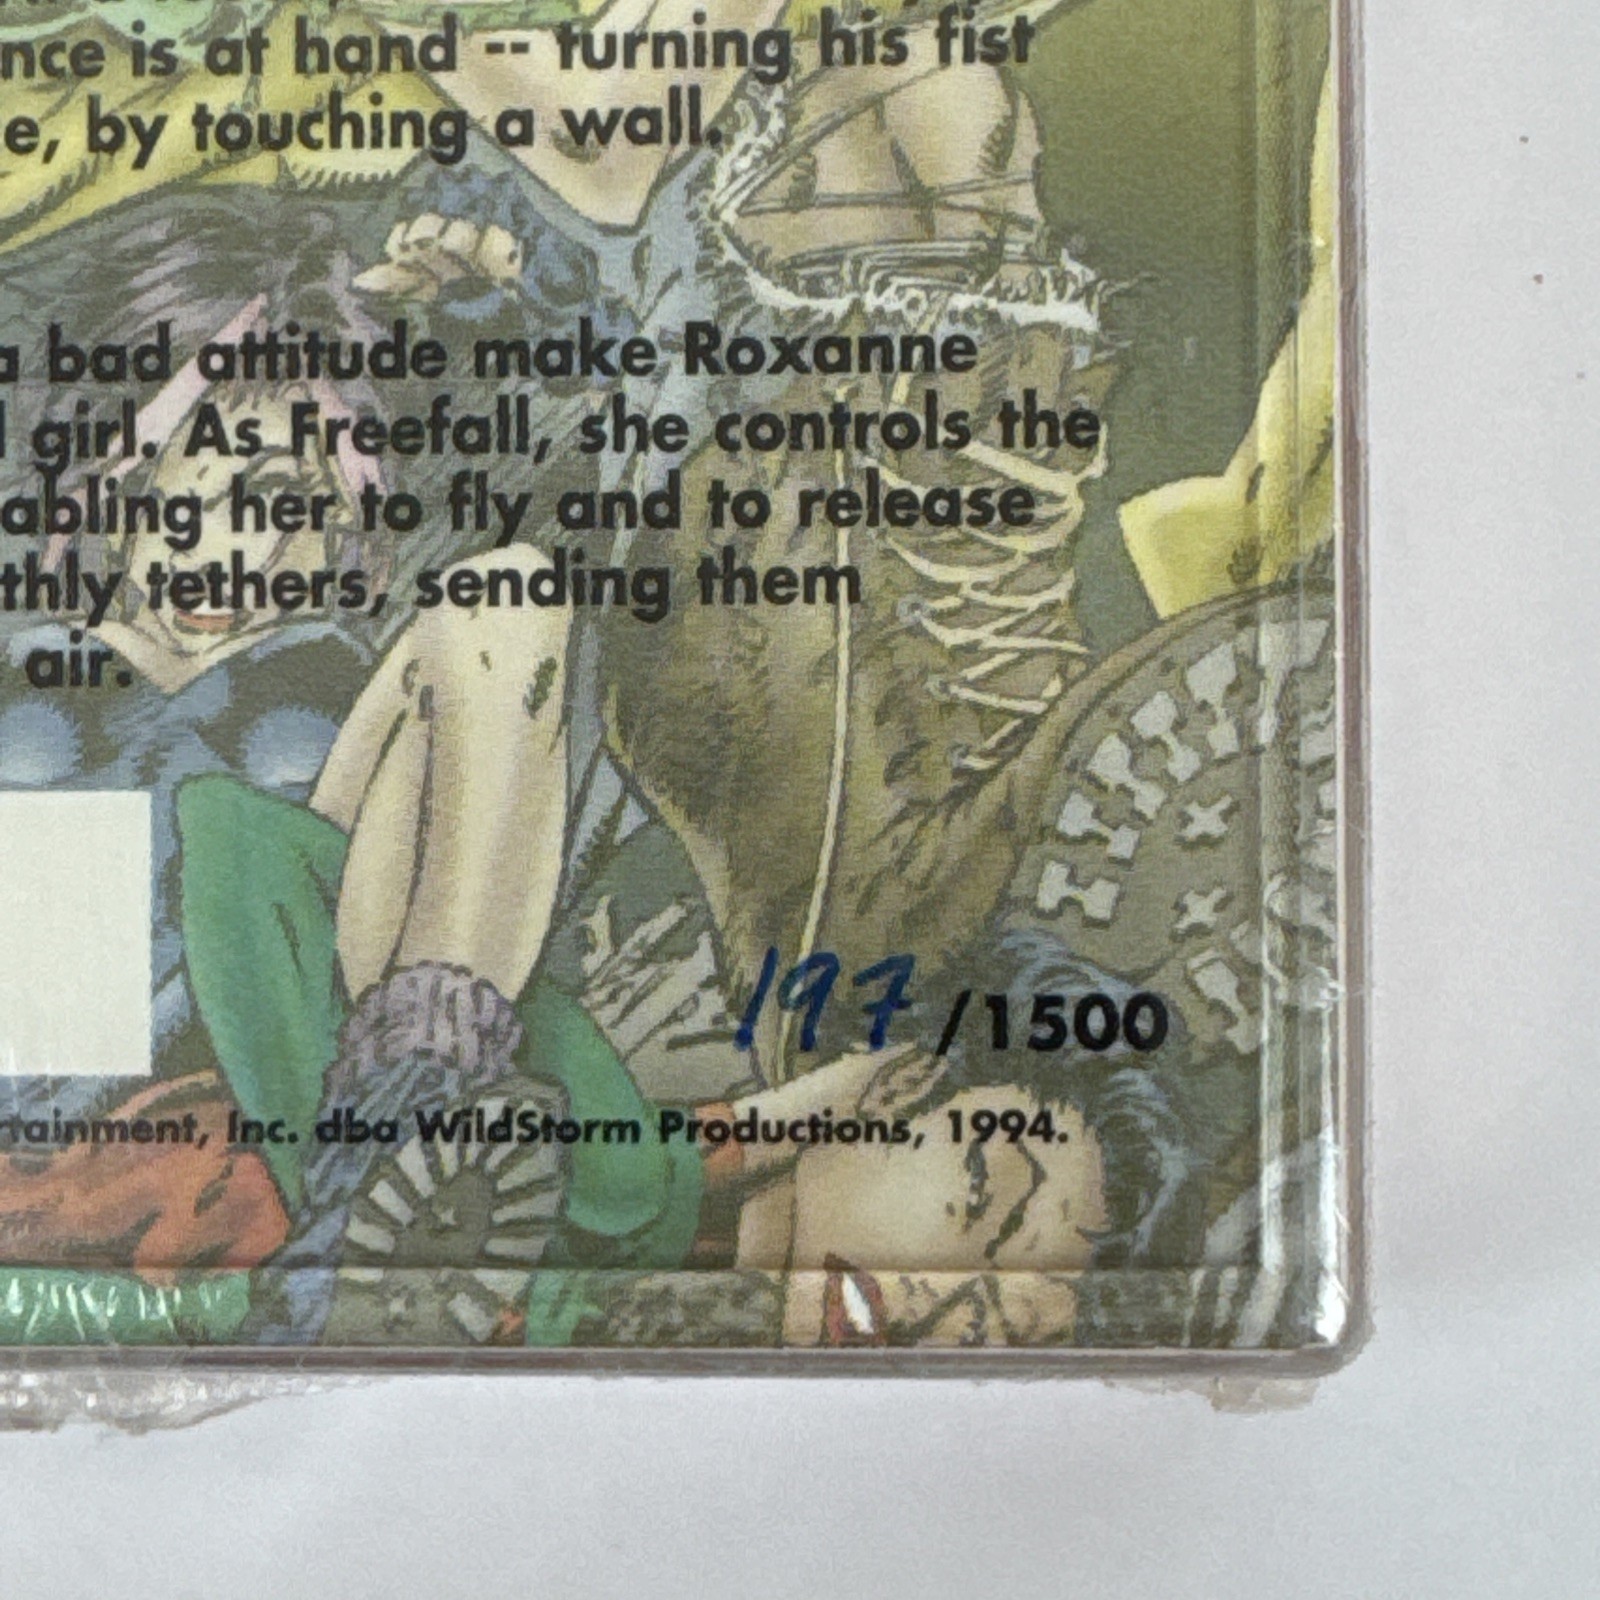 nce is at hand -- turning his fist
e, by touching a wall.
a bad attitude make Roxanne
girl. As Freefall, she controls the
abling her to fly and to release
thly tethers, sending them
air.
197/1500
rtainment, Inc. dba WildStorm Productions, 1994.